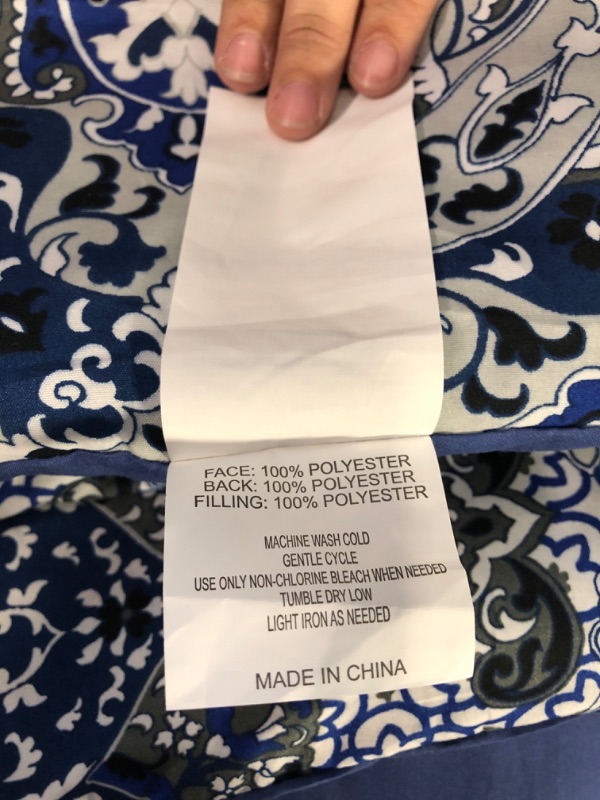 FACE: 100% POLYESTER
BACK: 100% POLYESTER
FILLING: 100% POLYESTER
MACHINE WASH COLD
GENTLE CYCLE
USE ONLY NON-CHLORINE BLEACH WHEN NEEDED
TUMBLE DRY LOW
LIGHT IRON AS NEEDED
MADE IN CHINA